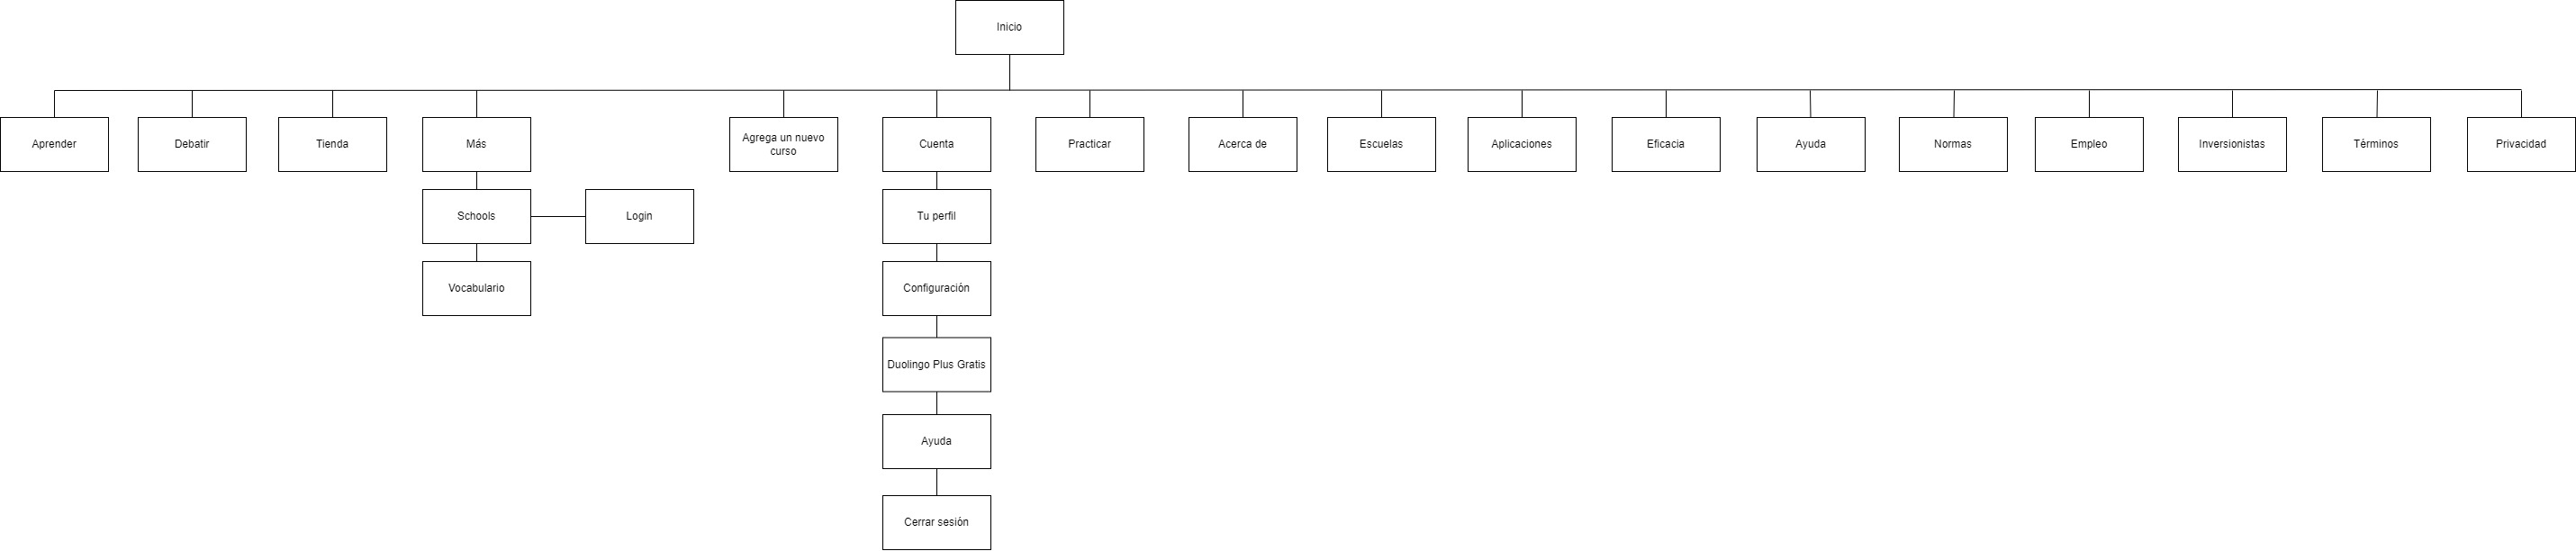 Inicio
Aprender
Debatir
Tienda
Más
Agrega un nuevo
curso
Cuenta
Practicar
Acerca de
Escuelas
Aplicaciones
Eficacia
Ayuda
Normas
Empleo
Inversionistas
Tèrminos
Privacidad
Schools
Login
Tu perfil
Vocabulario
Configuración
Duolingo Plus Gratis
Ayuda
Cerrar sesión